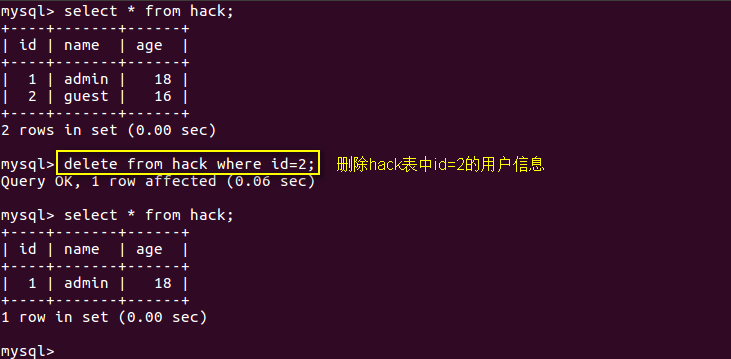 mysql> select * from hack;
+----+-------+------+
| id | name  | age  |
+----+-------+------+
|  1 | admin |   18 |
|  2 | guest |   16 |
+----+-------+------+
2 rows in set (0.00 sec)
mysql> delete from hack where id=2; 删除hack表中id=2的用户信息
Query OK, 1 row affected (0.06 sec)
mysql> select * from hack;
+----+-------+------+
| id | name  | age  |
+----+-------+------+
|  1 | admin |   18 |
+----+-------+------+
1 row in set (0.00 sec)
mysql>